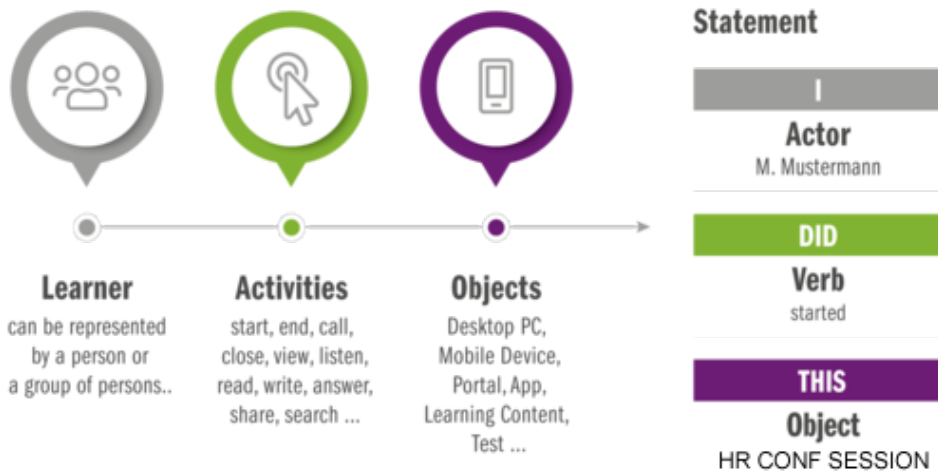 Learner
can be represented
by a person or
a group of persons..
Activities
start, end, call,
close, view, listen,
read, write, answer,
share, search ...
Objects
Desktop PC,
Mobile Device,
Portal, App,
Learning Content,
Test ...
Statement
I
Actor
M. Mustermann
DID
Verb
started
THIS
Object
HR CONF SESSION